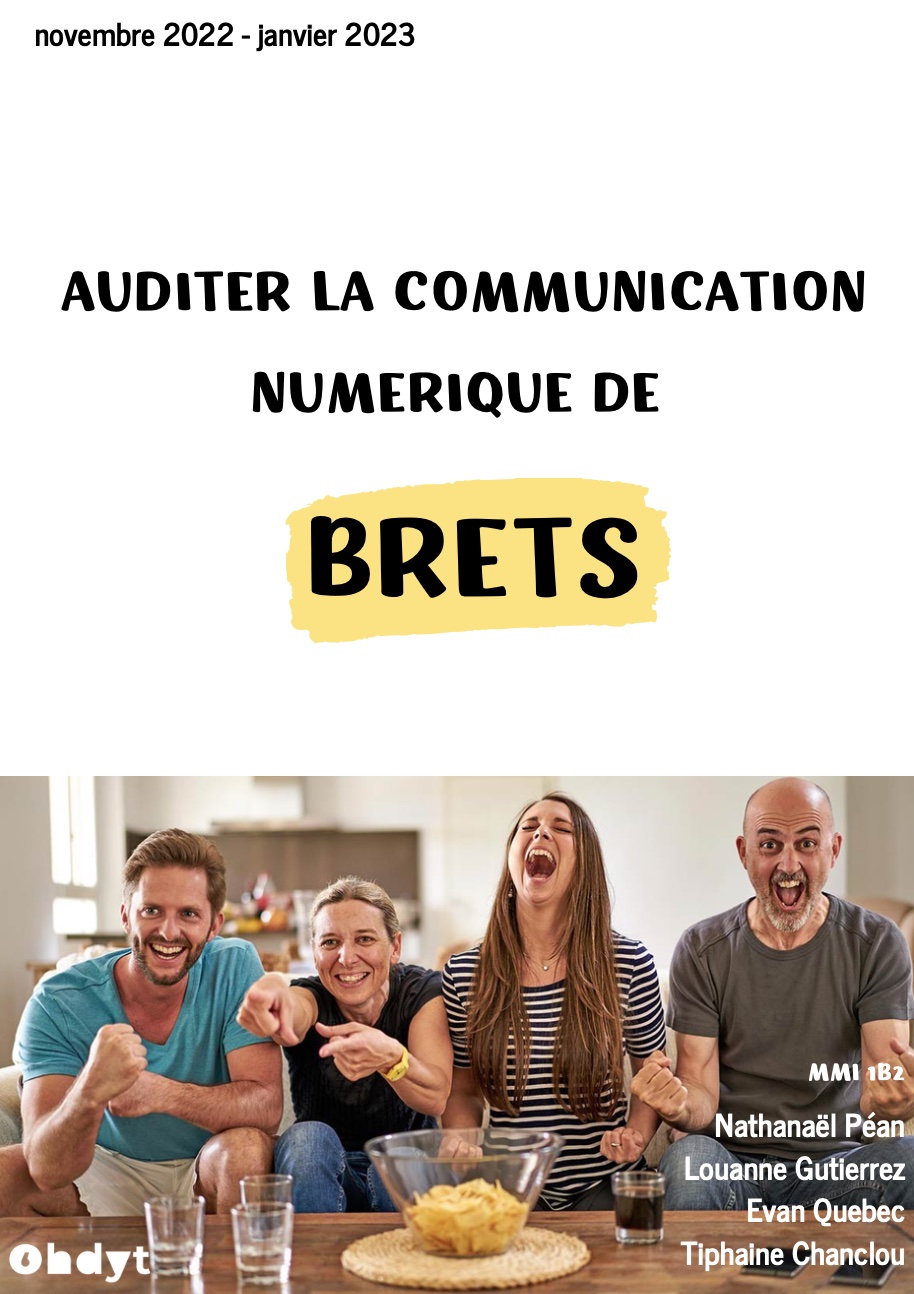 novembre 2022 - janvier 2023
AUDITER LA COMMUNICATION
NUMERIQUE DE
BRETS
MMI 1B2
Nathanaël Péan
Louanne Gutierrez
Evan Quebec
Tiphaine Chanclou
Ohdyt